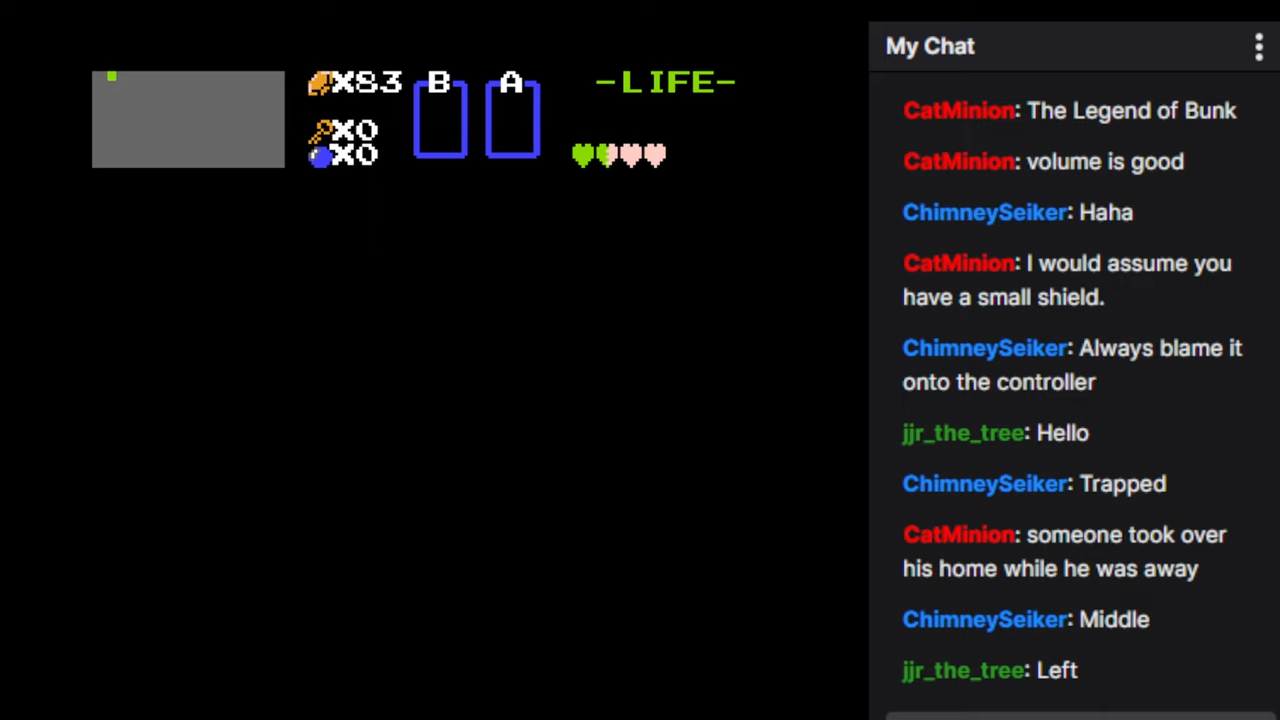 X83 B A -LIFE-
X0
X0
My Chat
CatMinion: The Legend of Bunk
CatMinion: volume is good
ChimneySeiker: Haha
CatMinion: I would assume you
have a small shield.
ChimneySeiker: Always blame it
onto the controller
jjr_the_tree: Hello
ChimneySeiker: Trapped
CatMinion: someone took over
his home while he was away
ChimneySeiker: Middle
jjr_the_tree: Left